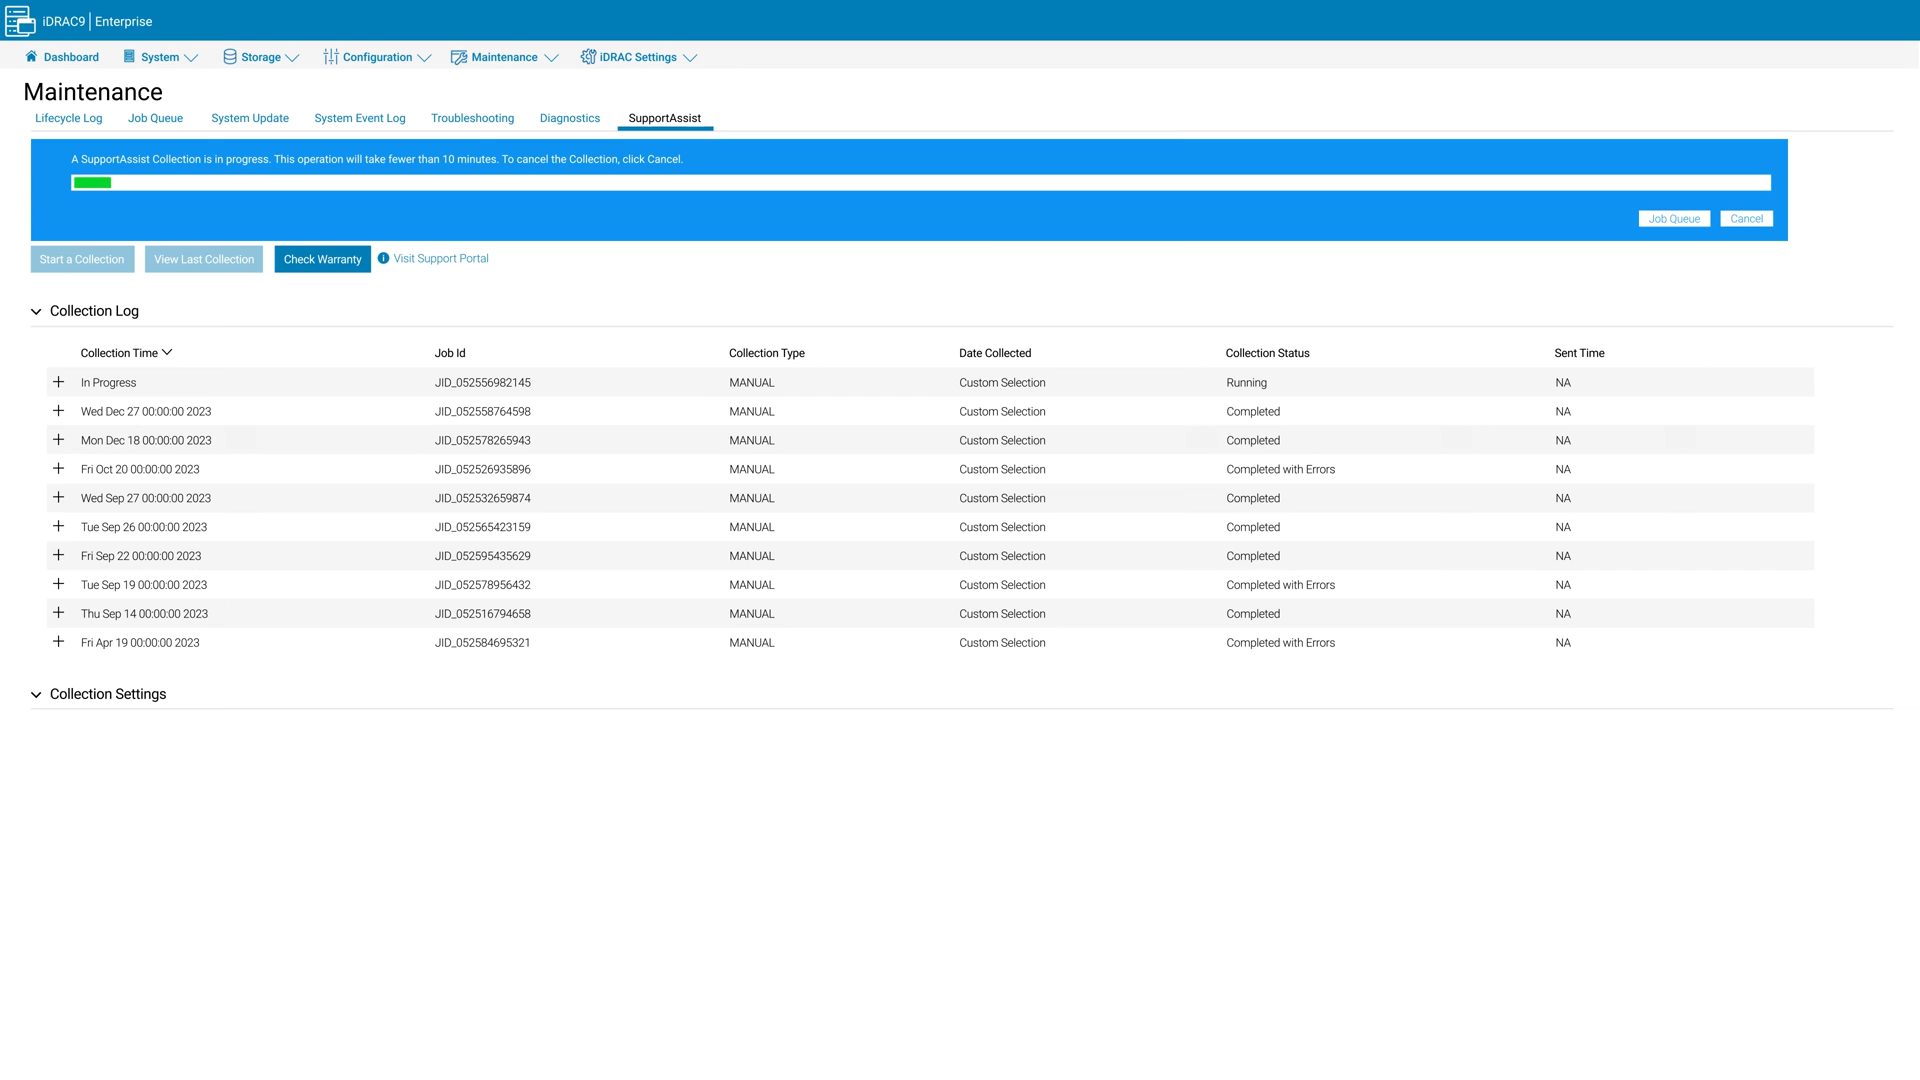 iDRAC9 | Enterprise
Dashboard System Storage Configuration Maintenance iDRAC Settings
Maintenance
Lifecycle Log Job Queue System Update System Event Log Troubleshooting Diagnostics SupportAssist
A SupportAssist Collection is in progress. This operation will take fewer than 10 minutes. To cancel the Collection, click Cancel.
Job Queue Cancel
Start a Collection View Last Collection Check Warranty Visit Support Portal
Collection Log
Collection Time Job Id Collection Type Date Collected Collection Status Sent Time
In Progress JID_052556982145 MANUAL Custom Selection Running NA
Wed Dec 27 00:00:00 2023 JID_052558764598 MANUAL Custom Selection Completed NA
Mon Dec 18 00:00:00 2023 JID_052578265943 MANUAL Custom Selection Completed NA
Fri Oct 20 00:00:00 2023 JID_052526935896 MANUAL Custom Selection Completed with Errors NA
Wed Sep 27 00:00:00 2023 JID_052532659874 MANUAL Custom Selection Completed NA
Tue Sep 26 00:00:00 2023 JID_052565423159 MANUAL Custom Selection Completed NA
Fri Sep 22 00:00:00 2023 JID_052595435629 MANUAL Custom Selection Completed NA
Tue Sep 19 00:00:00 2023 JID_052578956432 MANUAL Custom Selection Completed with Errors NA
Thu Sep 14 00:00:00 2023 JID_052516794658 MANUAL Custom Selection Completed NA
Fri Apr 19 00:00:00 2023 JID_052584695321 MANUAL Custom Selection Completed with Errors NA
Collection Settings